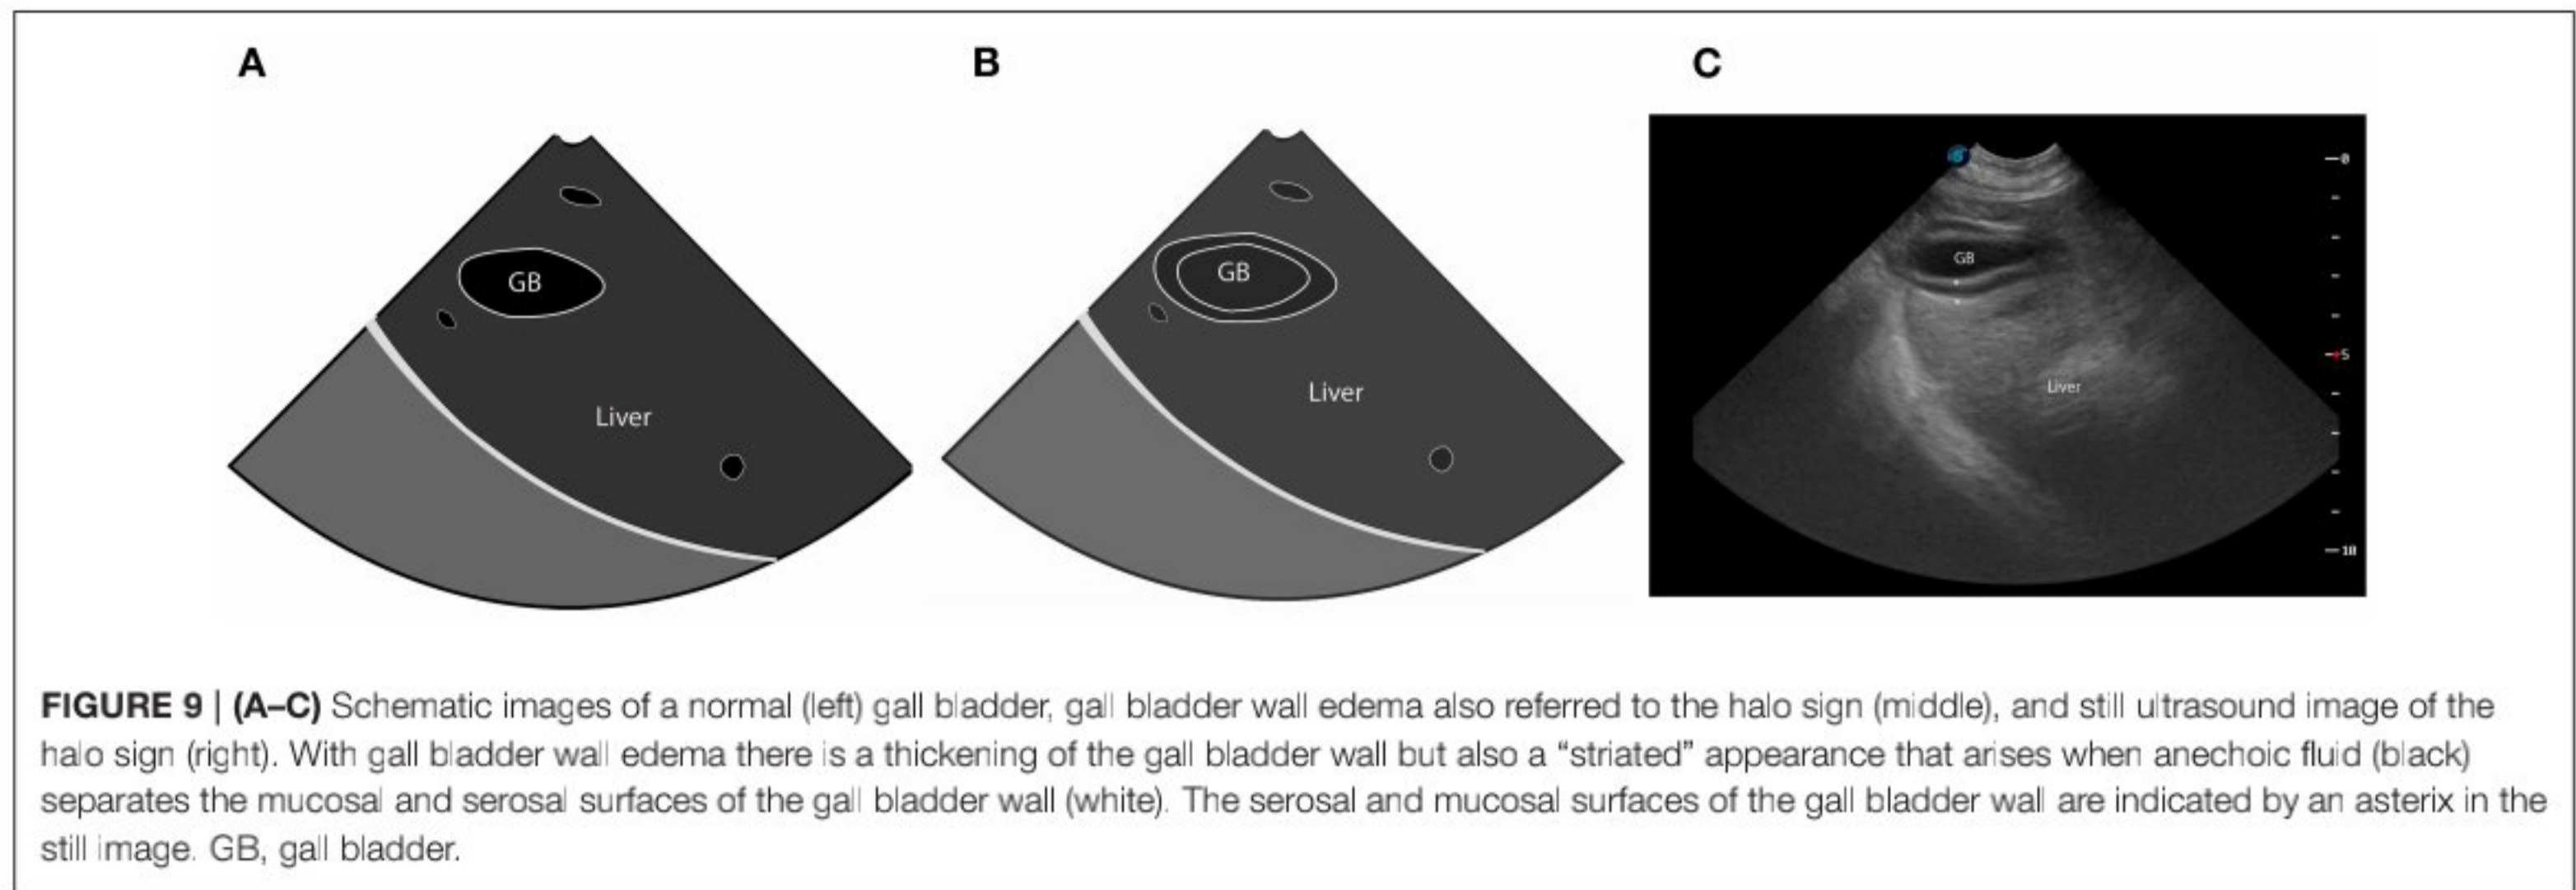 A
B
C
GB
Liver
GB
Liver
GB
Liver
0
5
10
FIGURE 9 | (A–C) Schematic images of a normal (left) gall bladder, gall bladder wall edema also referred to the halo sign (middle), and still ultrasound image of the
halo sign (right). With gall bladder wall edema there is a thickening of the gall bladder wall but also a “striated” appearance that arises when anechoic fluid (black)
separates the mucosal and serosal surfaces of the gall bladder wall (white). The serosal and mucosal surfaces of the gall bladder wall are indicated by an asterix in the
still image. GB, gall bladder.